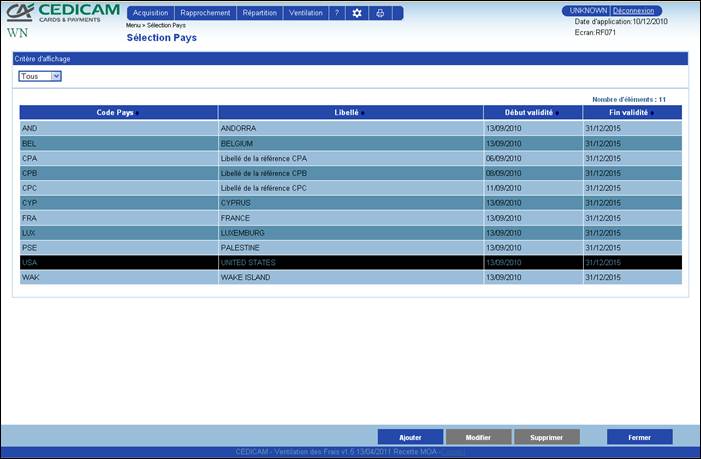 CEDICAM
CARDS & PAYMENTS
WN
Acquisition Rapprochement Répartition Ventilation ?
Menu > Sélection Pays
Sélection Pays
UNKNOWN | Déconnexion
Date d'application:10/12/2010
Ecran:RF071
Critère d'affichage
Tous
Nombre d'éléments : 11
Code Pays Libellé Début validité Fin validité
AND ANDORRA 13/09/2010 31/12/2015
BEL BELGIUM 13/09/2010 31/12/2015
CPA Libellé de la référence CPA 06/09/2010 31/12/2015
CPB Libellé de la référence CPB 08/09/2010 31/12/2015
CPC Libellé de la référence CPC 11/09/2010 31/12/2015
CYP CYPRUS 13/09/2010 31/12/2015
FRA FRANCE 13/09/2010 31/12/2015
LUX LUXEMBURG 13/09/2010 31/12/2015
PSE PALESTINE 13/09/2010 31/12/2015
USA UNITED STATES 13/09/2010 31/12/2015
WAK WAKE ISLAND 13/09/2010 31/12/2015
Ajouter Modifier Supprimer Fermer
CEDICAM - Ventilation des Frais v1.6 13/04/2011 Recette MOA -